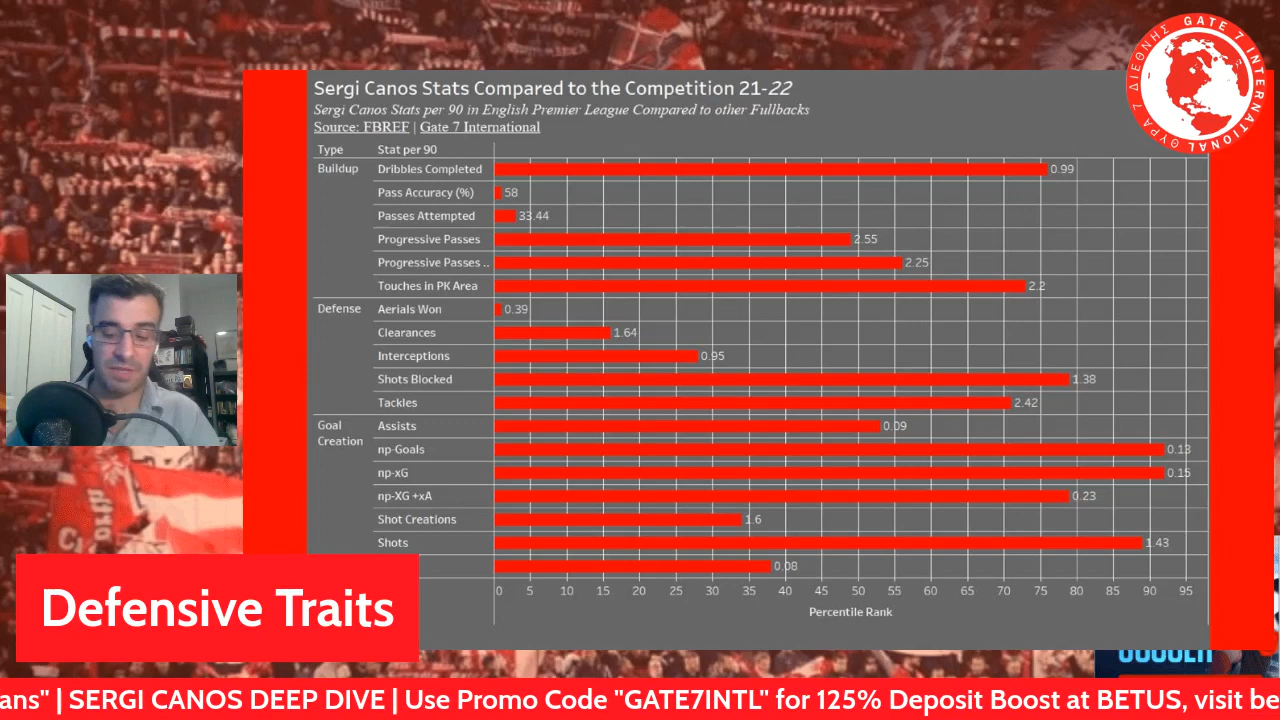 Sergi Canos Stats Compared to the Competition 21-22
Sergi Canos Stats per 90 in English Premier League Compared to other Fullbacks
Source: FBREF | Gate 7 International
Type Stat per 90
Buildup Dribbles Completed 0.99
Pass Accuracy (%) 58
Passes Attempted 33.44
Progressive Passes 2.55
Progressive Passes .. 2.25
Touches in PK Area 2.2
Defense Aerials Won 0.39
Clearances 1.64
Interceptions 0.95
Shots Blocked 1.38
Tackles 2.42
Goal Creation Assists 0.09
np-Goals 0.13
np-xG 0.15
np-XG +xA 0.23
Shot Creations 1.6
Shots 1.43
0.08
0 5 10 15 20 25 30 35 40 45 50 55 60 65 70 75 80 85 90 95
Percentile Rank
GATE 7 INTERNATIONAL
ΘΥΡΑ 7 ΔΙΕΘΝΗΣ
Defensive Traits
ans" | SERGI CANOS DEEP DIVE | Use Promo Code "GATE7INTL" for 125% Deposit Boost at BETUS, visit be